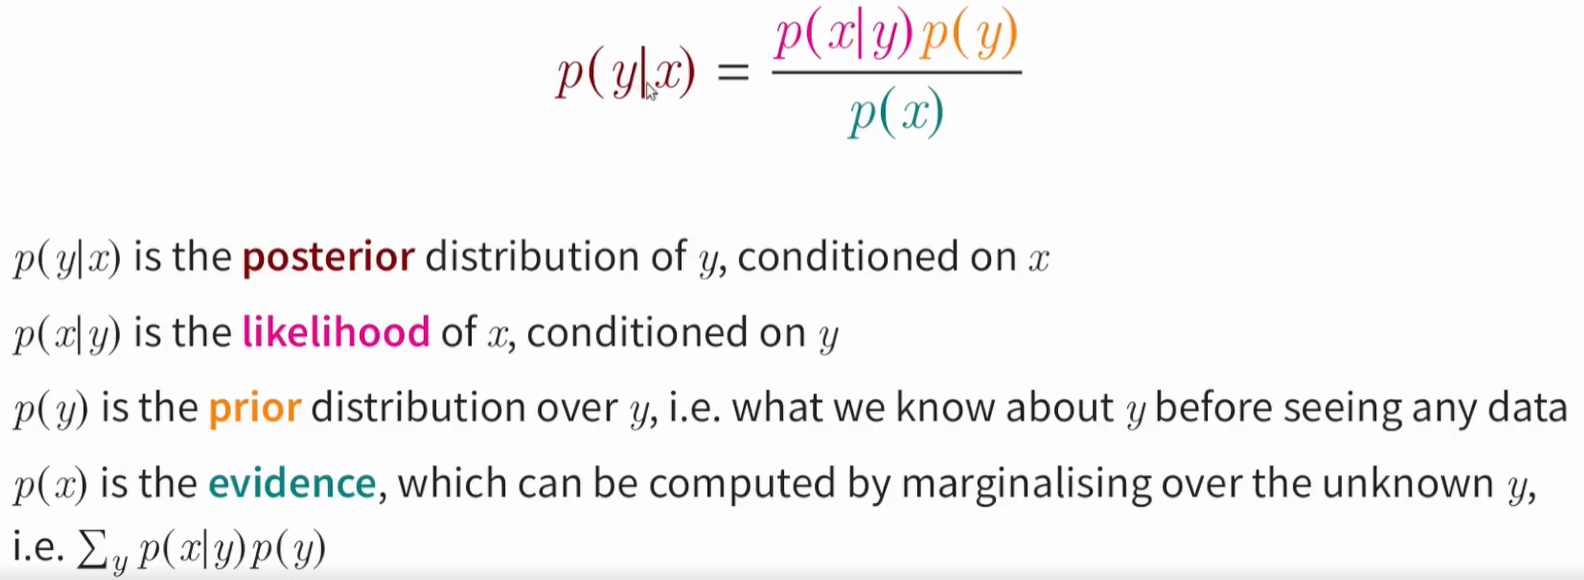 p(y|x) = p(x|y)p(y) / p(x)
p(y|x) is the posterior distribution of y, conditioned on x
p(x|y) is the likelihood of x, conditioned on y
p(y) is the prior distribution over y, i.e. what we know about y before seeing any data
p(x) is the evidence, which can be computed by marginalising over the unknown y,
i.e. ∑_y p(x|y)p(y)